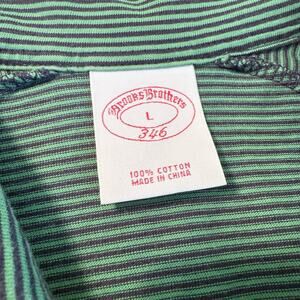 Brooks Brothers
L
346
100% COTTON
MADE IN CHINA